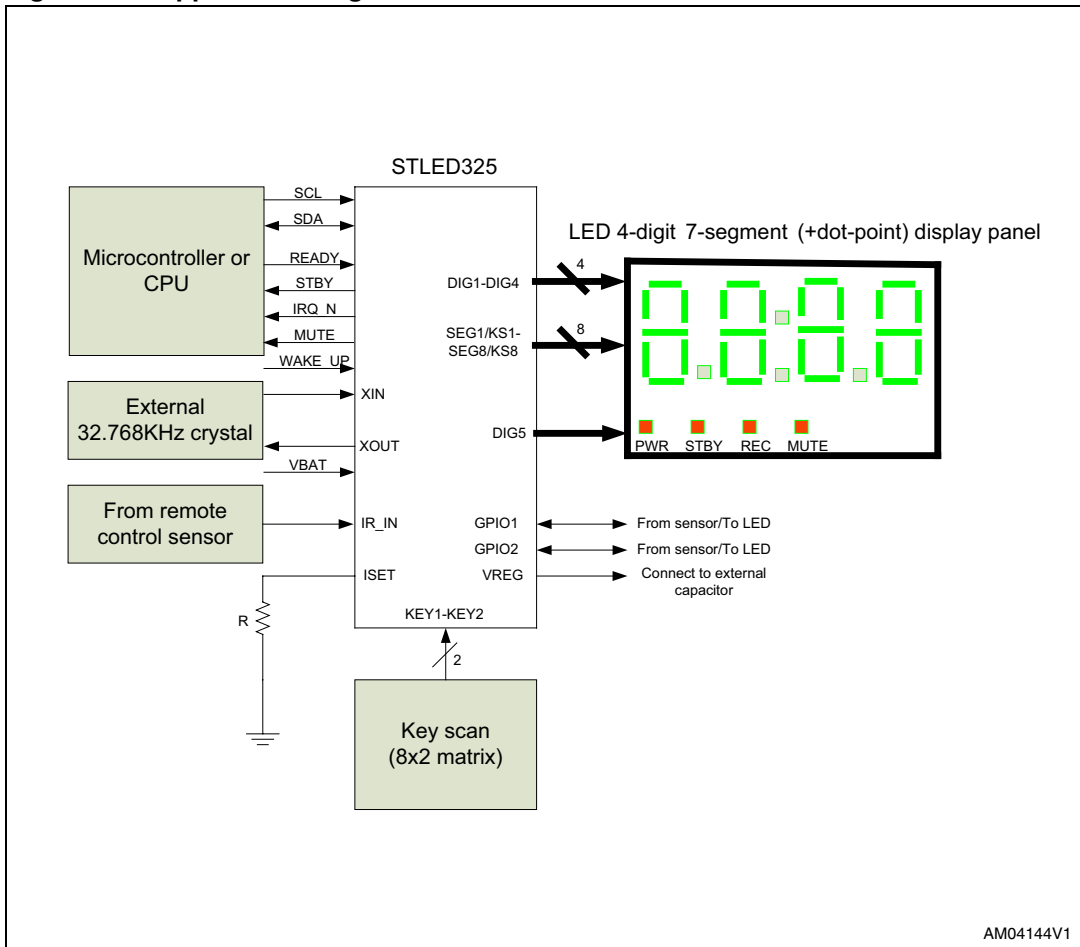 STLED325
Microcontroller or
CPU
SCL
SDA
READY
STBY
IRQ_N
MUTE
WAKE_UP
External
32.768KHz crystal
XIN
XOUT
VBAT
From remote
control sensor
IR_IN
ISET
R
KEY1-KEY2
2
Key scan
(8x2 matrix)
DIG1-DIG4
4
SEG1/KS1-
SEG8/KS8
8
DIG5
LED 4-digit 7-segment (+dot-point) display panel
PWR STBY REC MUTE
GPIO1
From sensor/To LED
GPIO2
From sensor/To LED
VREG
Connect to external
capacitor
AM04144V1